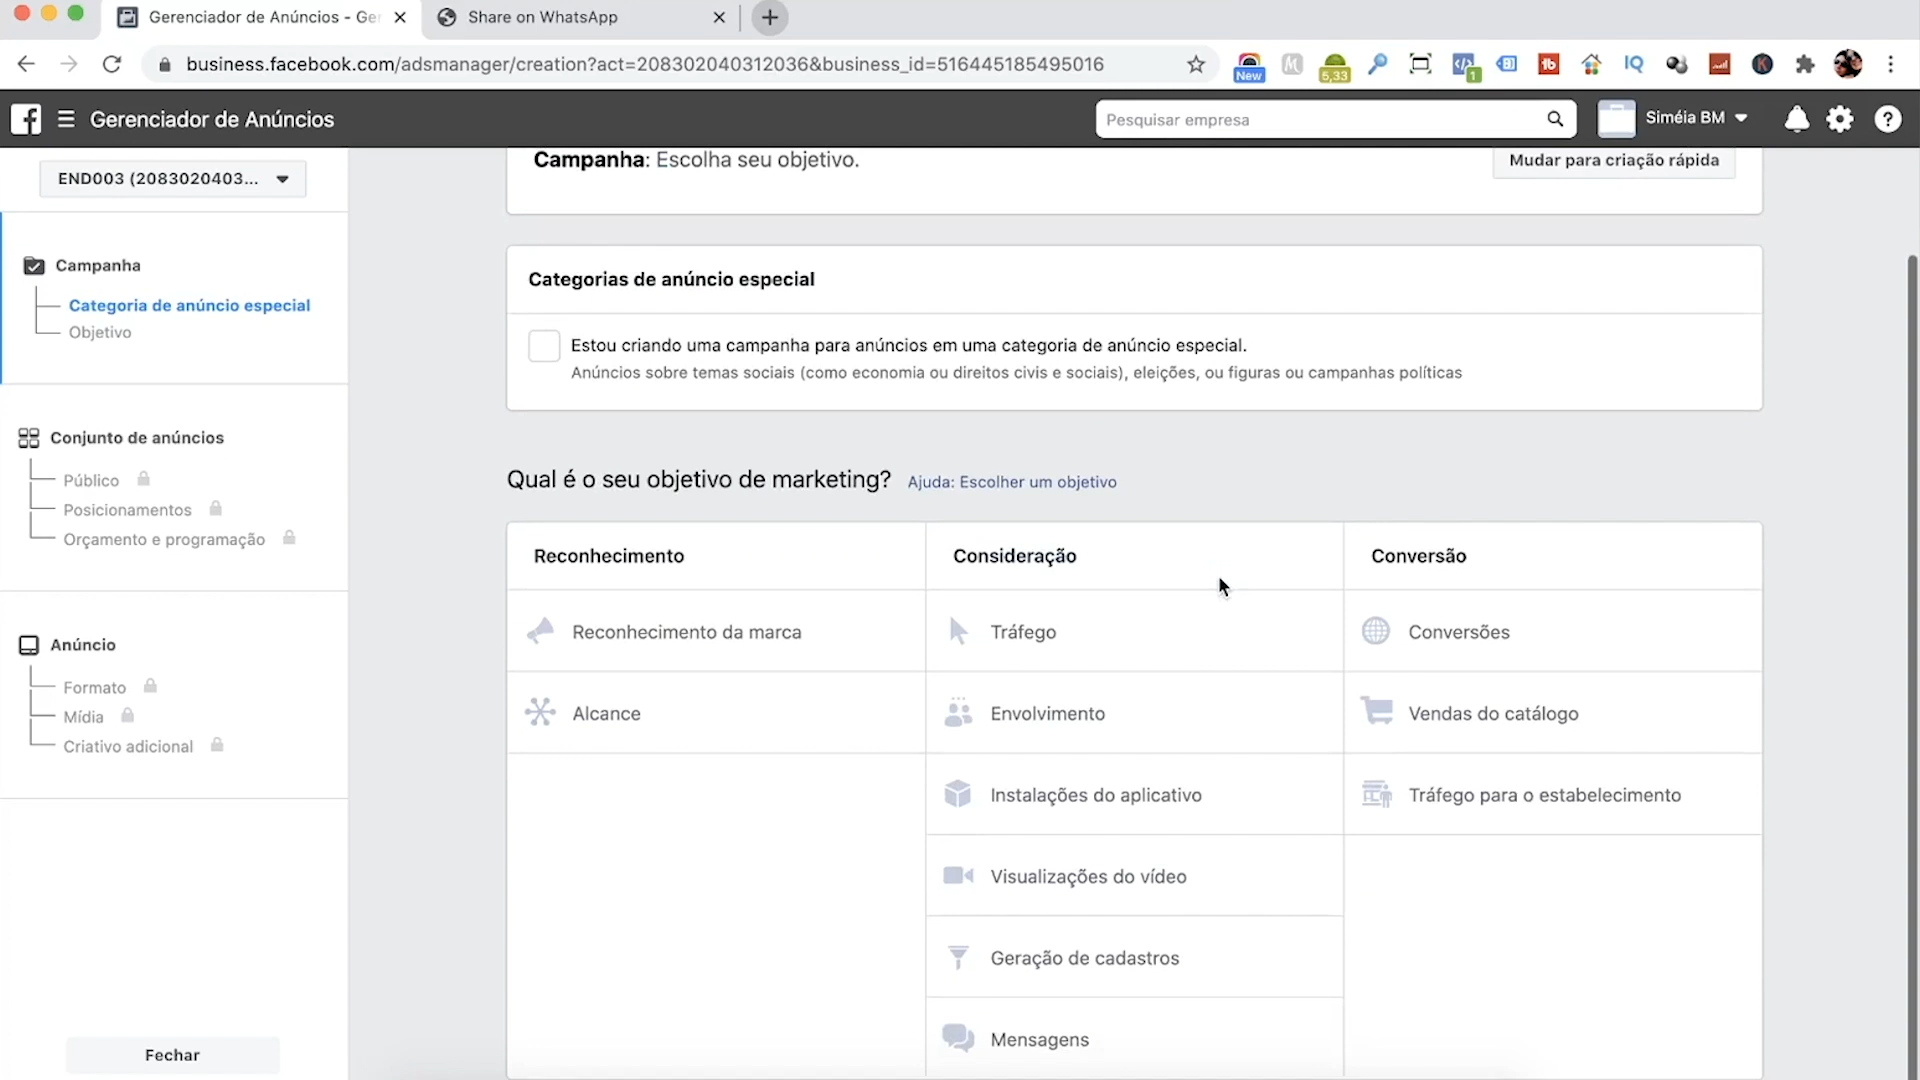 Gerenciador de Anúncios - Ger
Share on WhatsApp
business.facebook.com/adsmanager/creation?act=208302040312036&business_id=516445185495016
New
5,33
1
Gerenciador de Anúncios
Pesquisar empresa
Siméia BM
END003 (2083020403...
Campanha: Escolha seu objetivo.
Mudar para criação rápida
Campanha
Categoria de anúncio especial
Objetivo
Conjunto de anúncios
Público
Posicionamentos
Orçamento e programação
Anúncio
Formato
Mídia
Criativo adicional
Fechar
Categorias de anúncio especial
Estou criando uma campanha para anúncios em uma categoria de anúncio especial.
Anúncios sobre temas sociais (como economia ou direitos civis e sociais), eleições, ou figuras ou campanhas políticas
Qual é o seu objetivo de marketing? Ajuda: Escolher um objetivo
Reconhecimento
Reconhecimento da marca
Alcance
Consideração
Tráfego
Envolvimento
Instalações do aplicativo
Visualizações do vídeo
Geração de cadastros
Mensagens
Conversão
Conversões
Vendas do catálogo
Tráfego para o estabelecimento